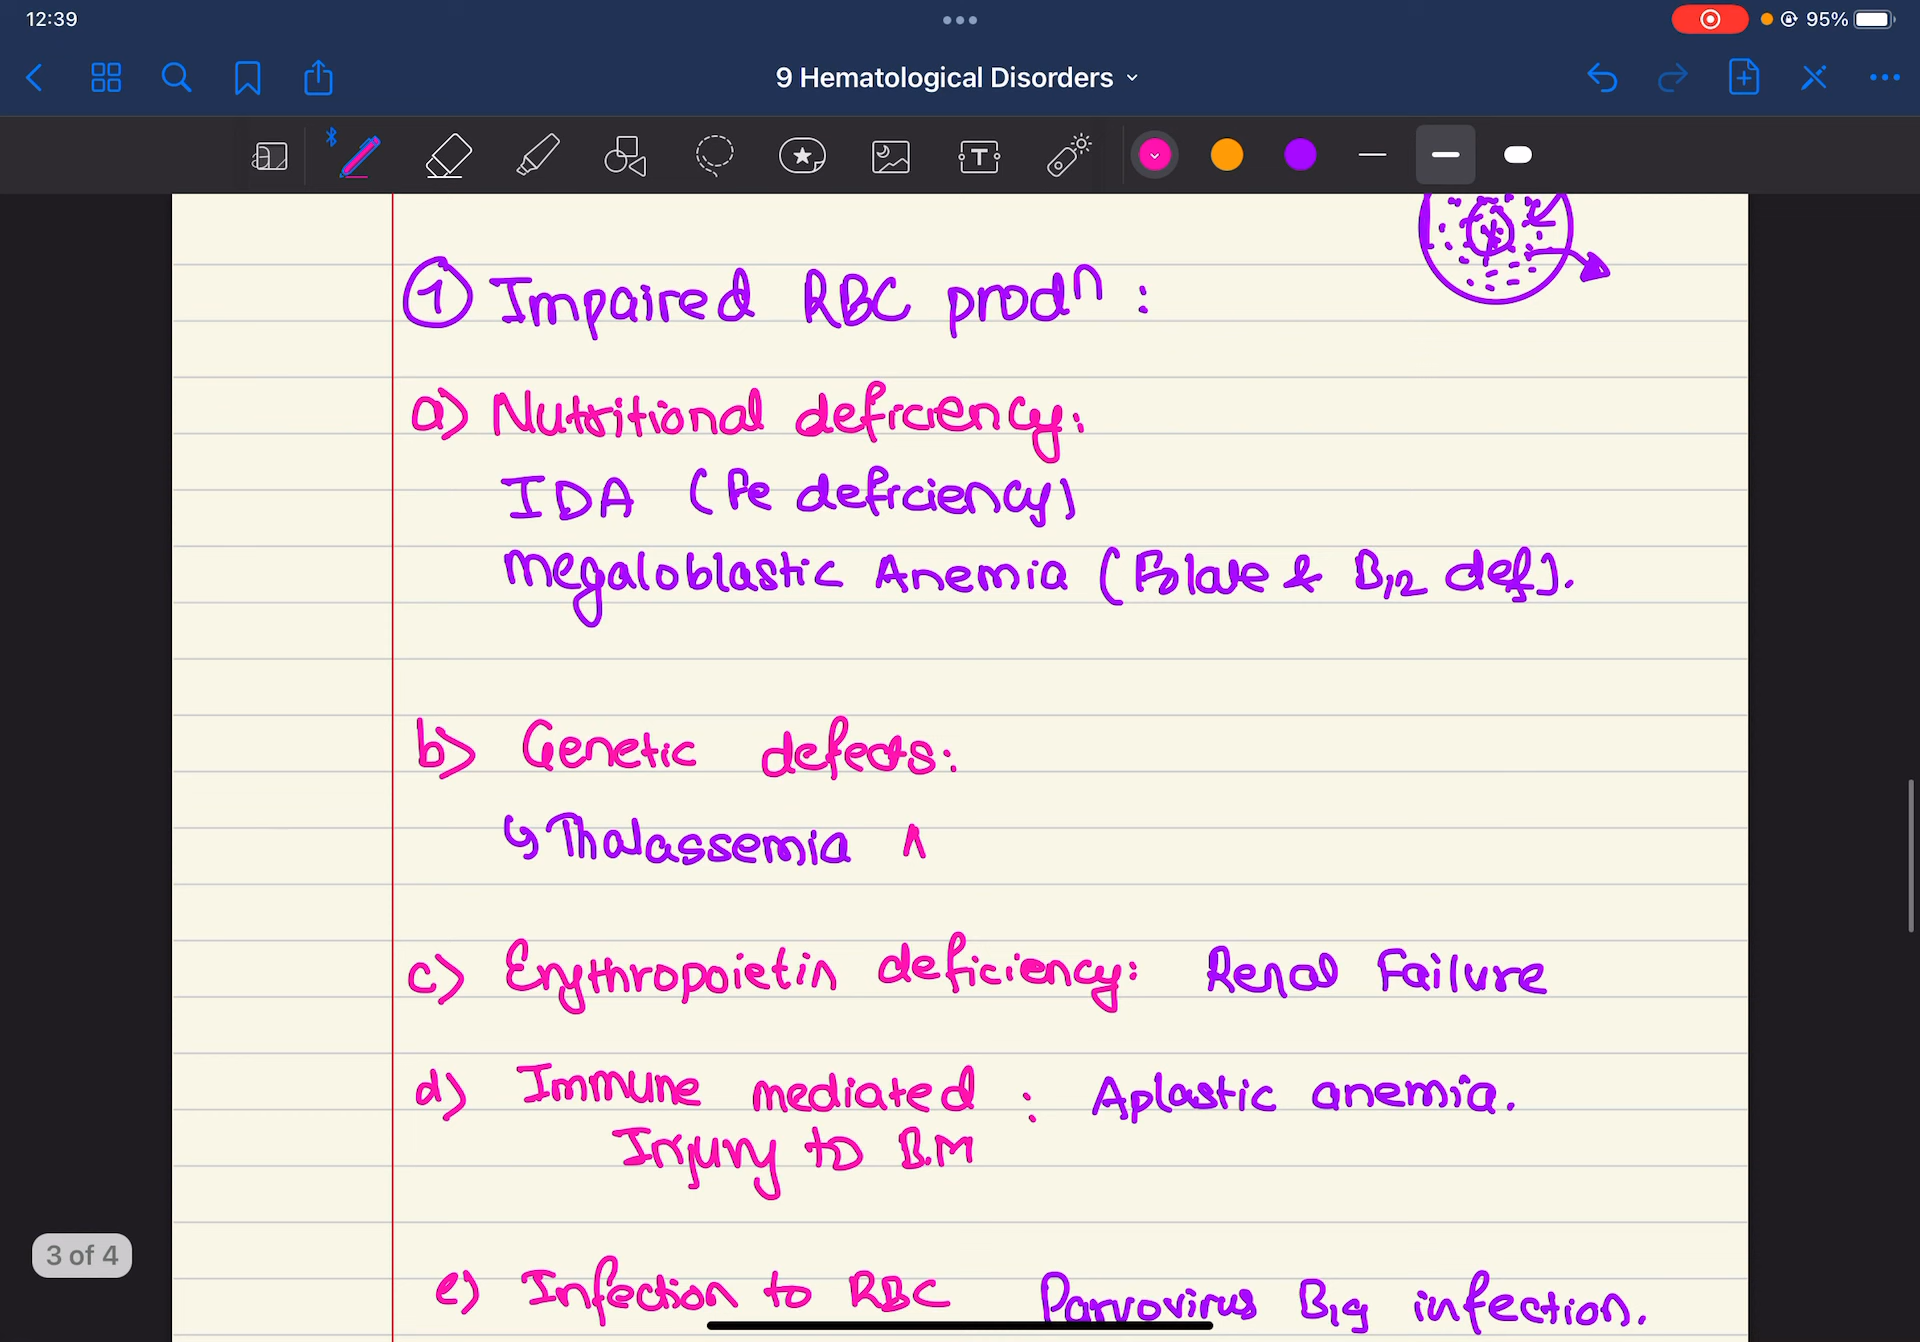 12:39
95%
9 Hematological Disorders
① Impaired RBC prodⁿ :
a) Nutritional deficiency:
IDA (Fe deficiency)
Megaloblastic Anemia (Folate & B12 def).
b) Genetic defects:
↳ Thalassemia ∧
c) Erythropoietin deficiency: Renal Failure
d) Immune mediated : Aplastic anemia.
Injury to B.M
3 of 4
e) Infection to RBC Parvovirus B19 infection.